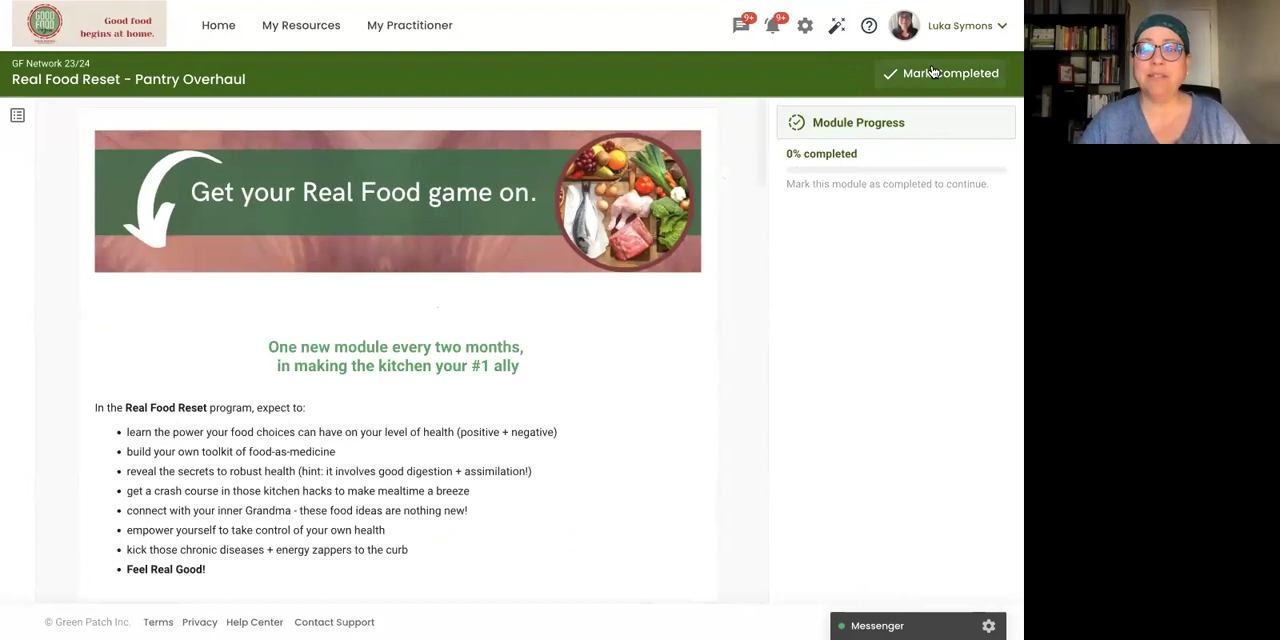 GOOD
FOOD
Good food
begins at home.
Home
My Resources
My Practitioner
9+
9+
Luka Symons
GF Network 23/24
Real Food Reset - Pantry Overhaul
Mark Completed
Get your Real Food game on.
Module Progress
0% completed
Mark this module as completed to continue.
One new module every two months,
in making the kitchen your #1 ally
In the Real Food Reset program, expect to:
• learn the power your food choices can have on your level of health (positive + negative)
• build your own toolkit of food-as-medicine
• reveal the secrets to robust health (hint: it involves good digestion + assimilation!)
• get a crash course in those kitchen hacks to make mealtime a breeze
• connect with your inner Grandma - these food ideas are nothing new!
• empower yourself to take control of your own health
• kick those chronic diseases + energy zappers to the curb
• Feel Real Good!
© Green Patch Inc.
Terms
Privacy
Help Center
Contact Support
Messenger